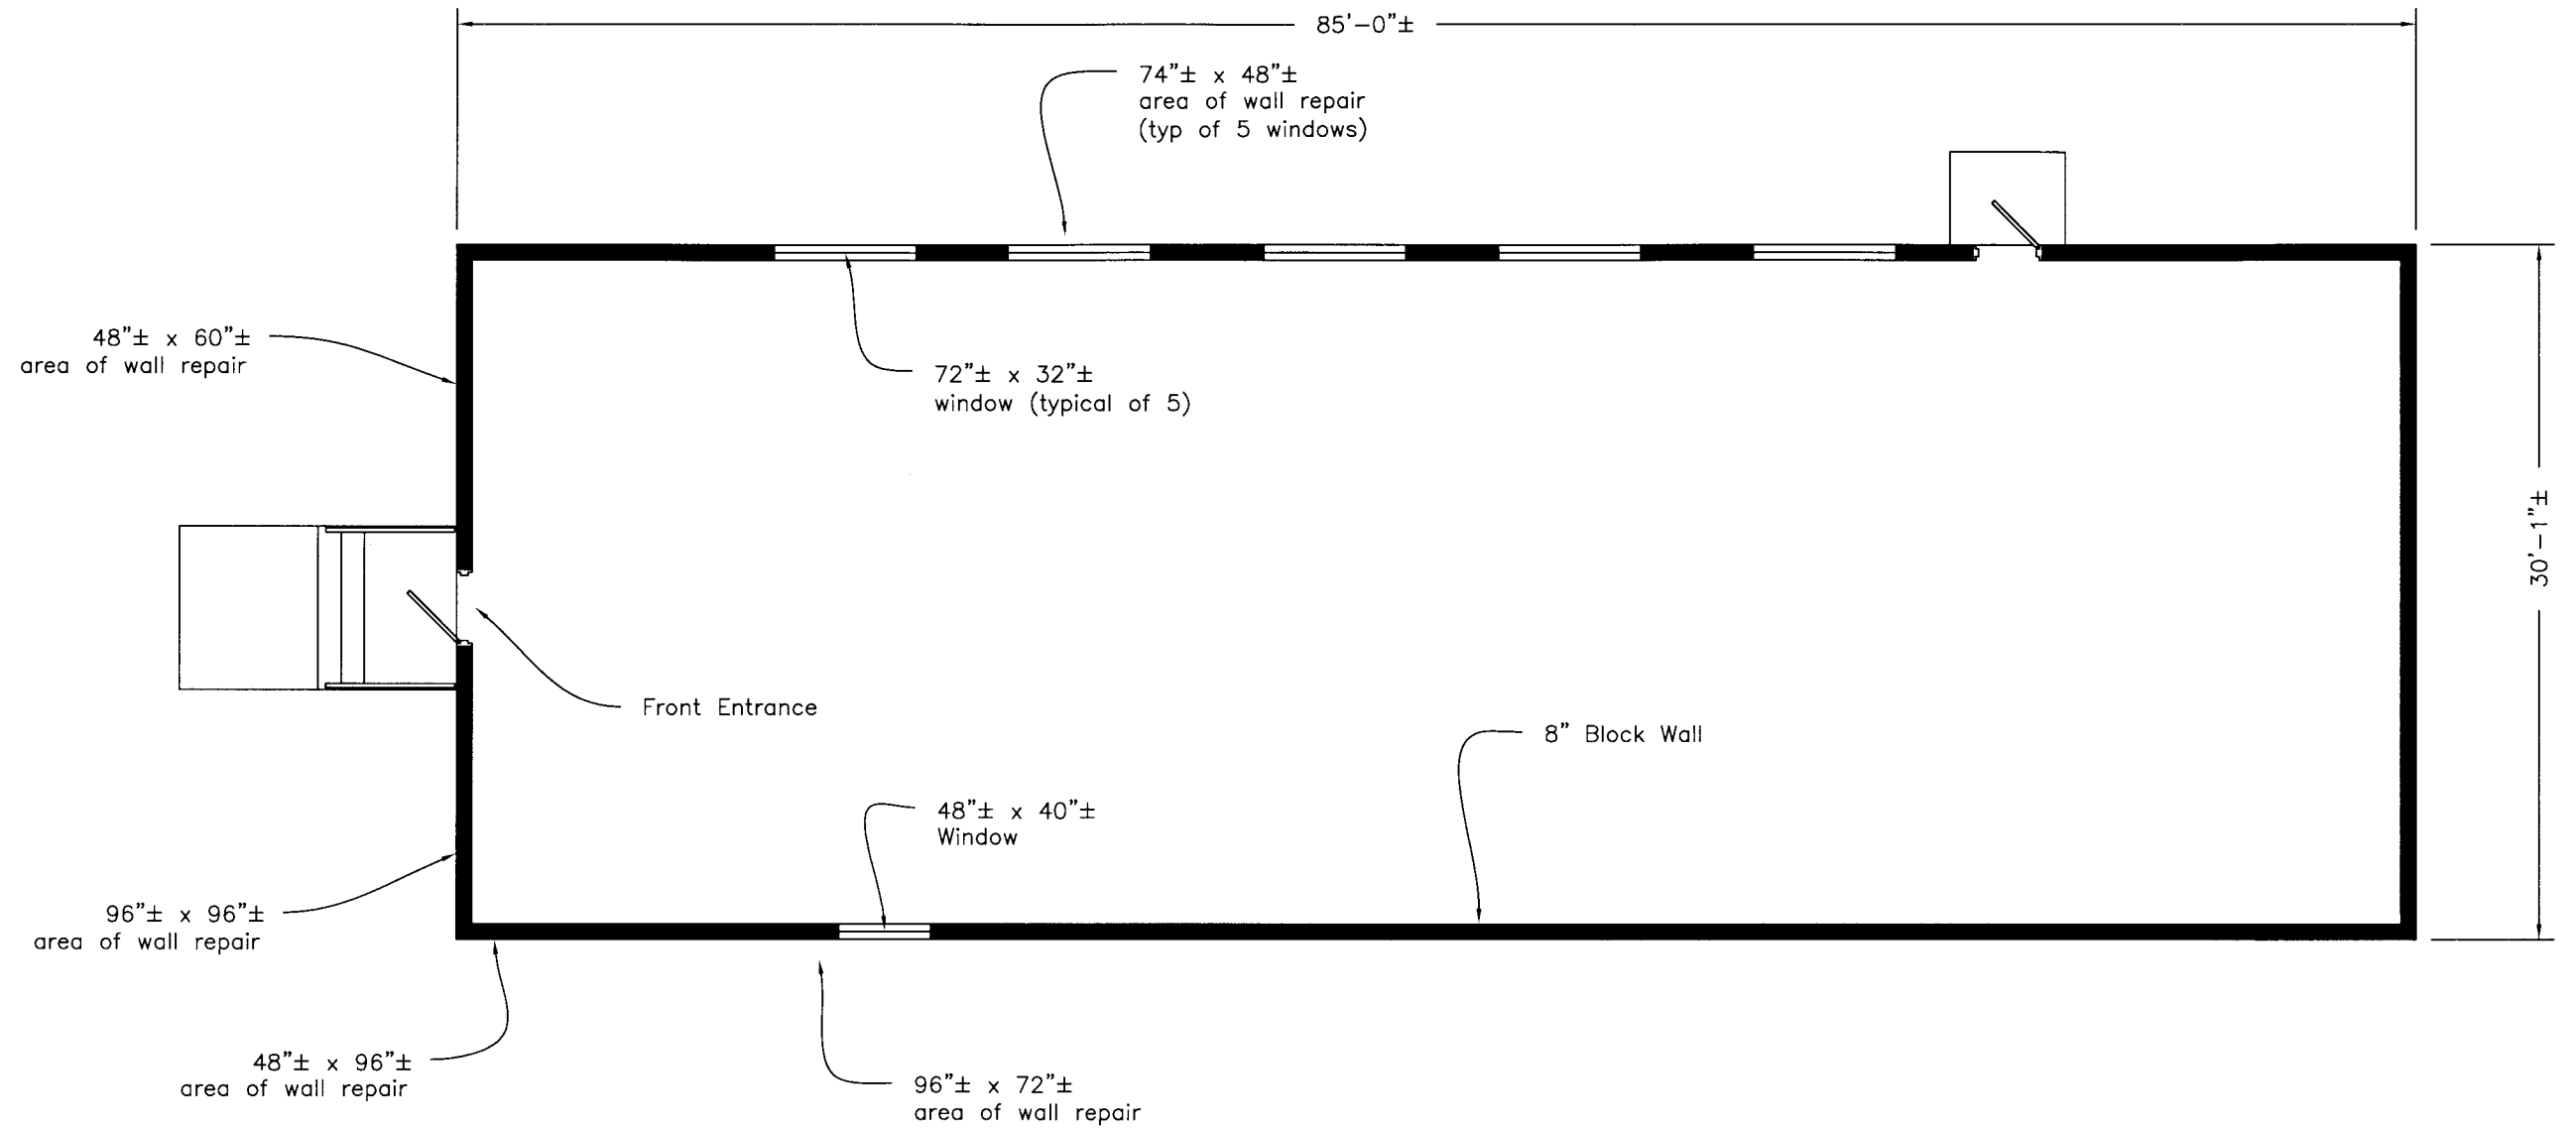 85'-0"±
74"± x 48"±
area of wall repair
(typ of 5 windows)
48"± x 60"±
area of wall repair
72"± x 32"±
window (typical of 5)
30'-1"±
Front Entrance
8" Block Wall
48"± x 40"±
Window
96"± x 96"±
area of wall repair
48"± x 96"±
area of wall repair
96"± x 72"±
area of wall repair